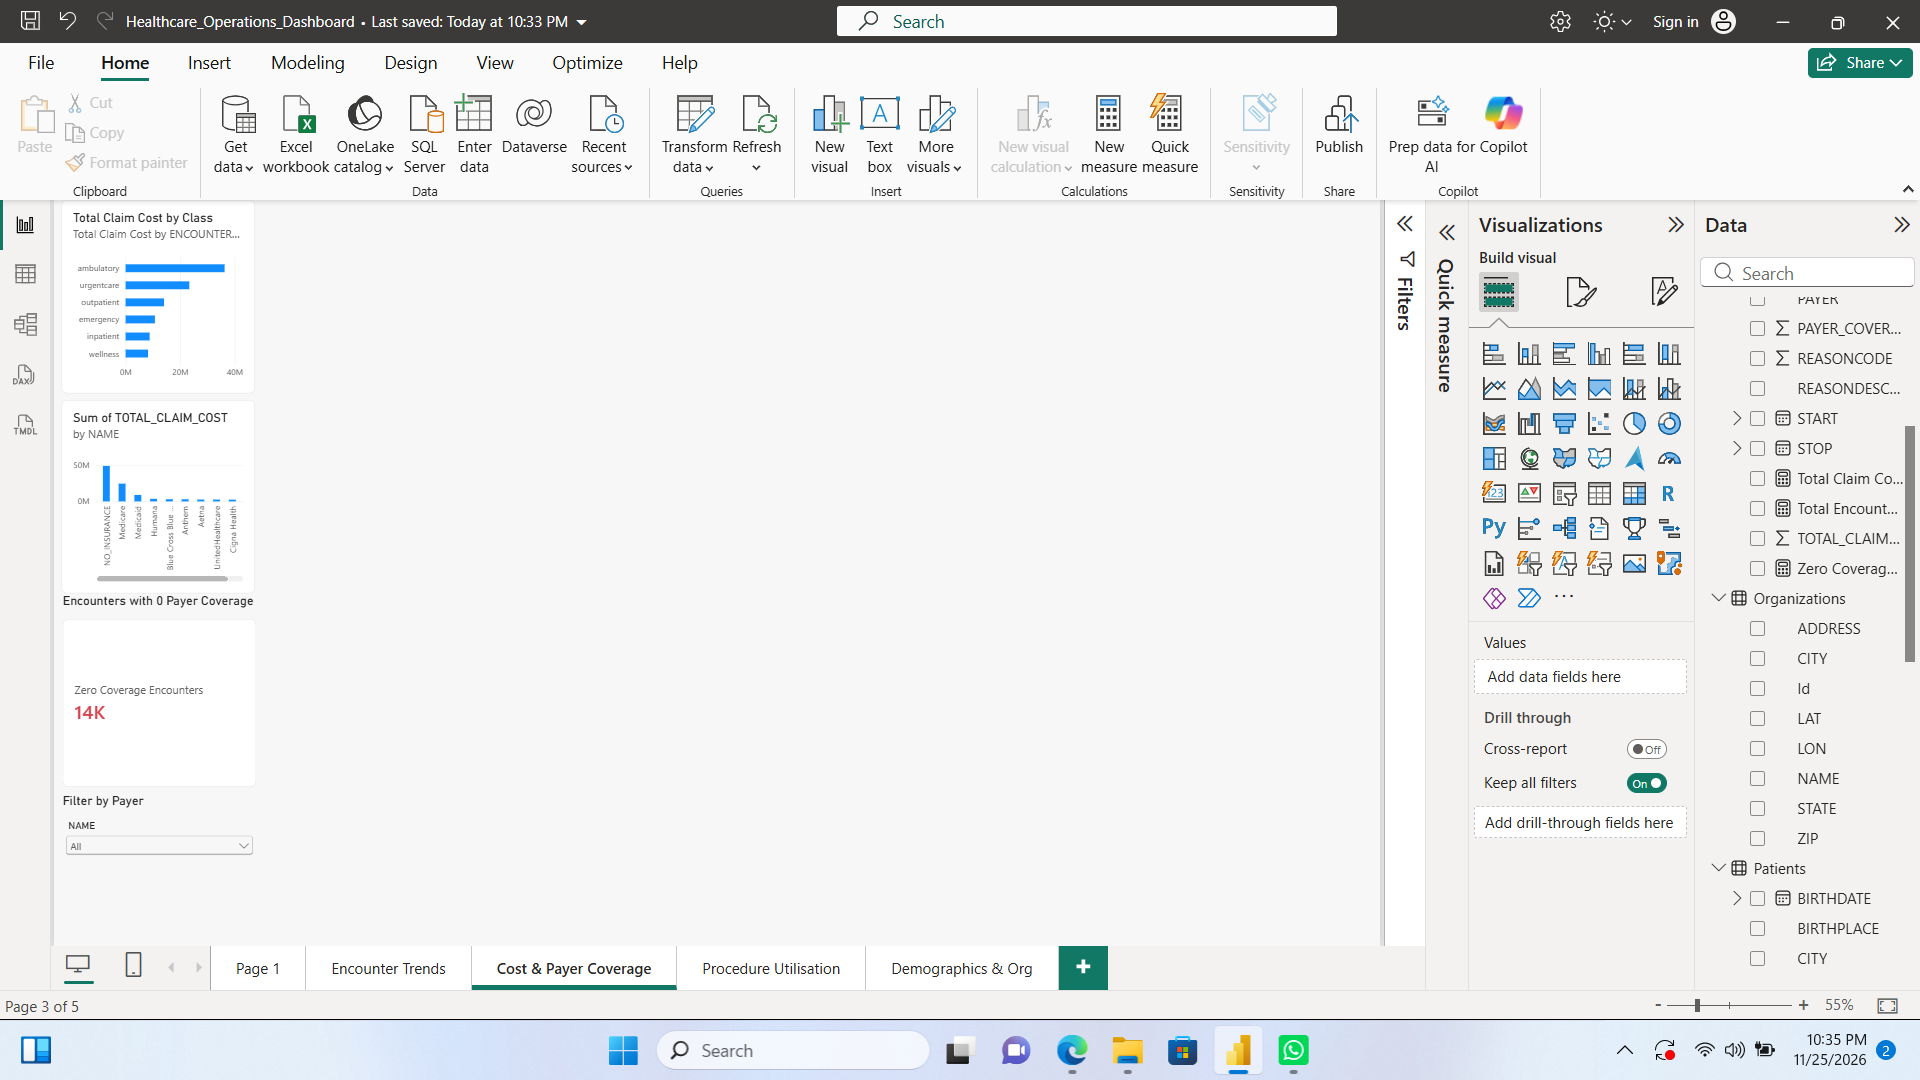 Healthcare_Operations_Dashboard • Last saved: Today at 10:33 PM
Search
Sign in
File
Home
Insert
Modeling
Design
View
Optimize
Help
Share
Paste
Cut
Copy
Format painter
Clipboard
Get
data
Excel
workbook
OneLake
catalog
SQL
Server
Enter
data
Dataverse
Recent
sources
Data
Transform
data
Refresh
Queries
New
visual
Text
box
More
visuals
Insert
New visual
calculation
New
measure
Quick
measure
Calculations
Sensitivity
Sensitivity
Publish
Share
Prep data for
AI
Copilot
Copilot
DAX
TMDL
Total Claim Cost by Class
Total Claim Cost by ENCOUNTER...
ambulatory
urgentcare
outpatient
emergency
inpatient
wellness
0M 20M 40M
Sum of TOTAL_CLAIM_COST
by NAME
50M
0M
NO_INSURANCE
Medicare
Medicaid
Humana
Blue Cross Blue ...
Anthem
Aetna
UnitedHealthcare
Cigna Health
Encounters with 0 Payer Coverage
Zero Coverage Encounters
14K
Filter by Payer
NAME
All
Filters
Quick measure
Visualizations
Build visual
123
R
Py
Values
Add data fields here
Drill through
Cross-report
Off
Keep all filters
On
Add drill-through fields here
Data
Search
PAYER
PAYER_COVER...
REASONCODE
REASONDESC...
START
STOP
Total Claim Co...
Total Encount...
TOTAL_CLAIM...
Zero Coverag...
Organizations
ADDRESS
CITY
Id
LAT
LON
NAME
STATE
ZIP
Patients
BIRTHDATE
BIRTHPLACE
CITY
Page 1
Encounter Trends
Cost & Payer Coverage
Procedure Utilisation
Demographics & Org
+
Page 3 of 5
- + 55%
Search
10:35 PM
11/25/2026
2